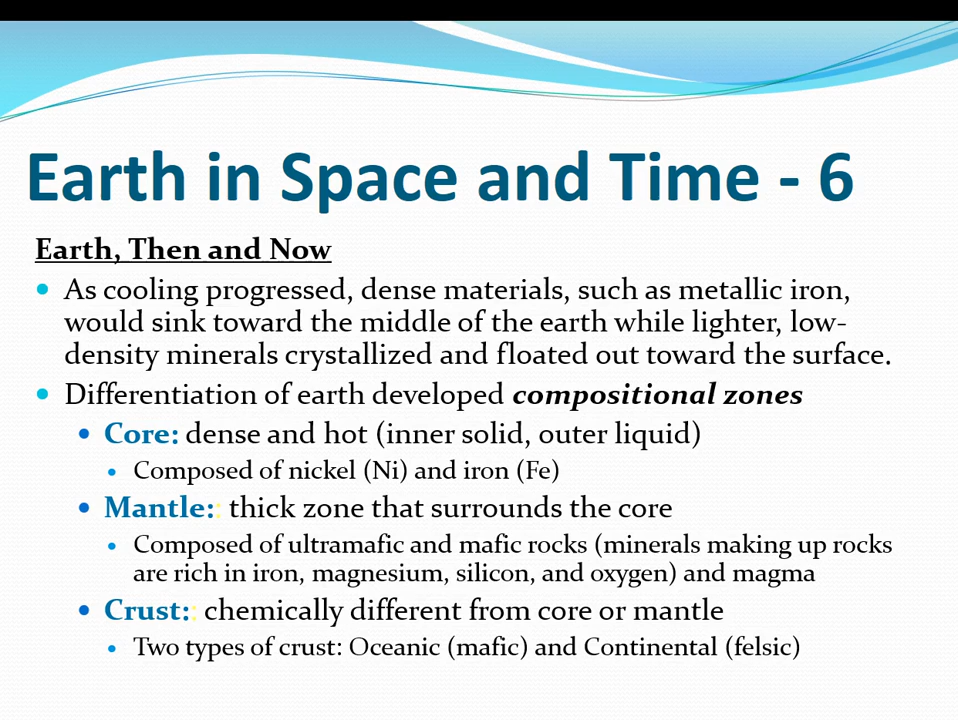 Earth in Space and Time - 6
Earth, Then and Now
• As cooling progressed, dense materials, such as metallic iron,
would sink toward the middle of the earth while lighter, low-
density minerals crystallized and floated out toward the surface.
• Differentiation of earth developed compositional zones
• Core: dense and hot (inner solid, outer liquid)
• Composed of nickel (Ni) and iron (Fe)
• Mantle:: thick zone that surrounds the core
• Composed of ultramafic and mafic rocks (minerals making up rocks
are rich in iron, magnesium, silicon, and oxygen) and magma
• Crust:: chemically different from core or mantle
• Two types of crust: Oceanic (mafic) and Continental (felsic)